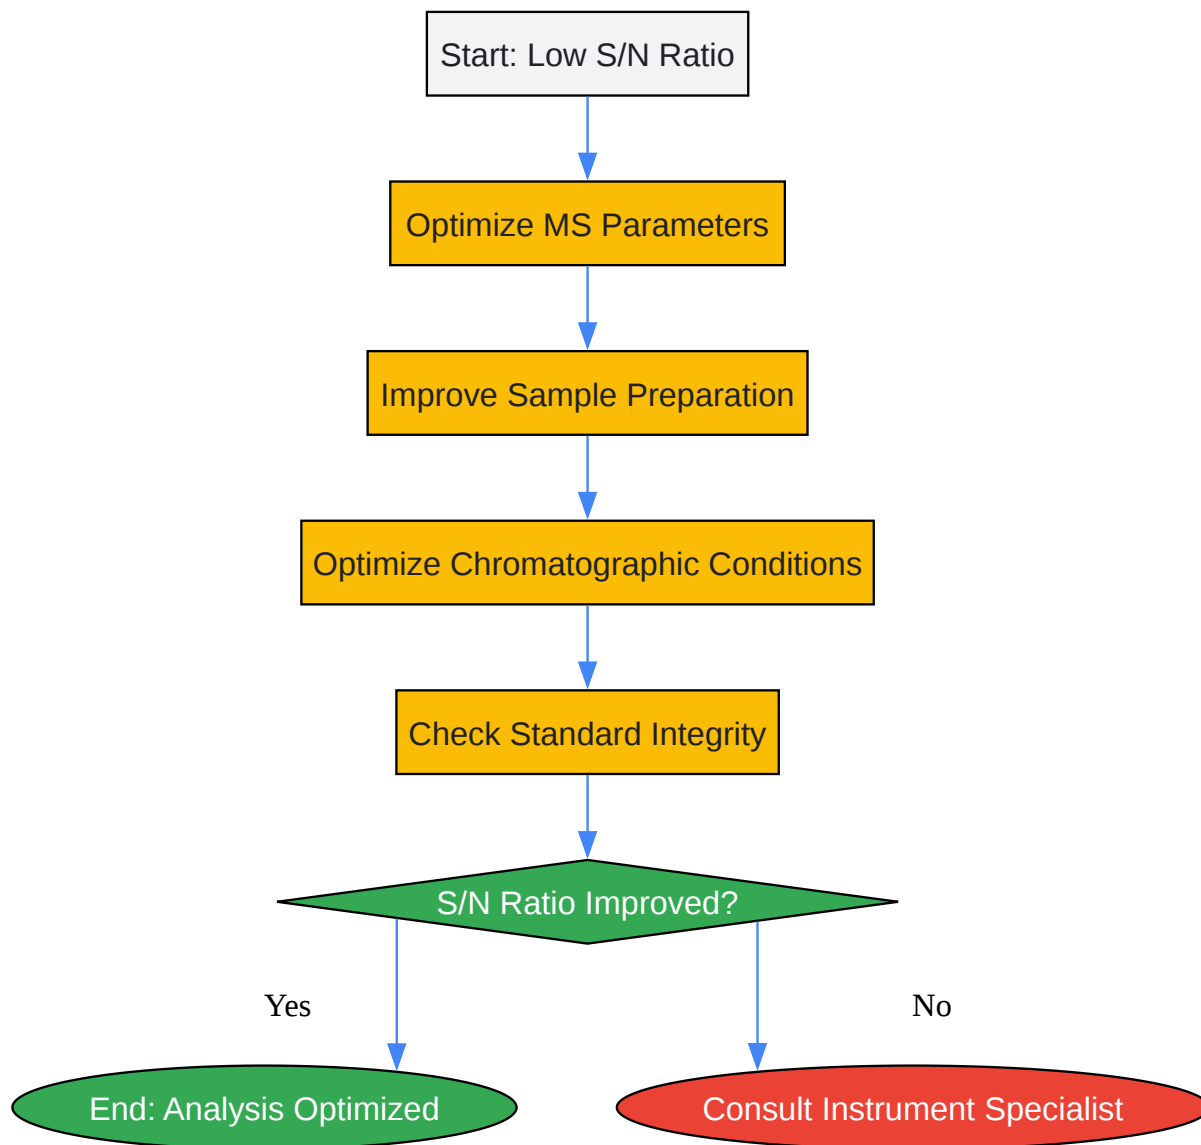 Start: Low S/N Ratio
Optimize MS Parameters
Improve Sample Preparation
Optimize Chromatographic Conditions
Check Standard Integrity
S/N Ratio Improved?
Yes
No
End: Analysis Optimized
Consult Instrument Specialist